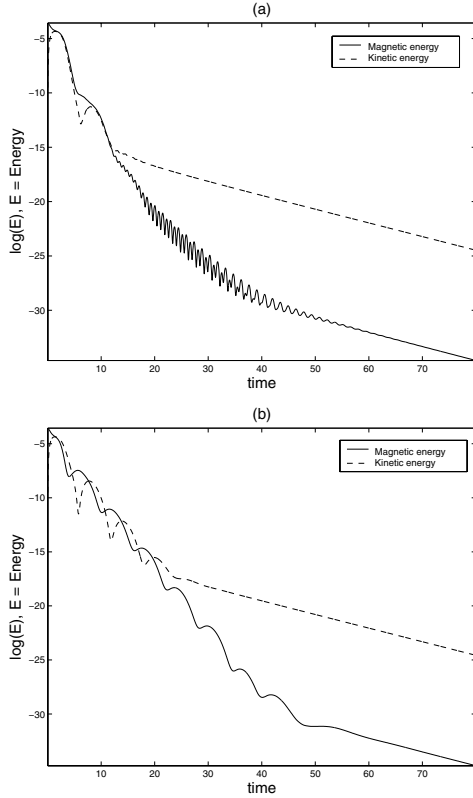 (a)
Magnetic energy
Kinetic energy
log(E), E = Energy
−5
−10
−15
−20
−25
−30
10 20 30 40 50 60 70
time
(b)
Magnetic energy
Kinetic energy
log(E), E = Energy
−5
−10
−15
−20
−25
−30
10 20 30 40 50 60 70
time